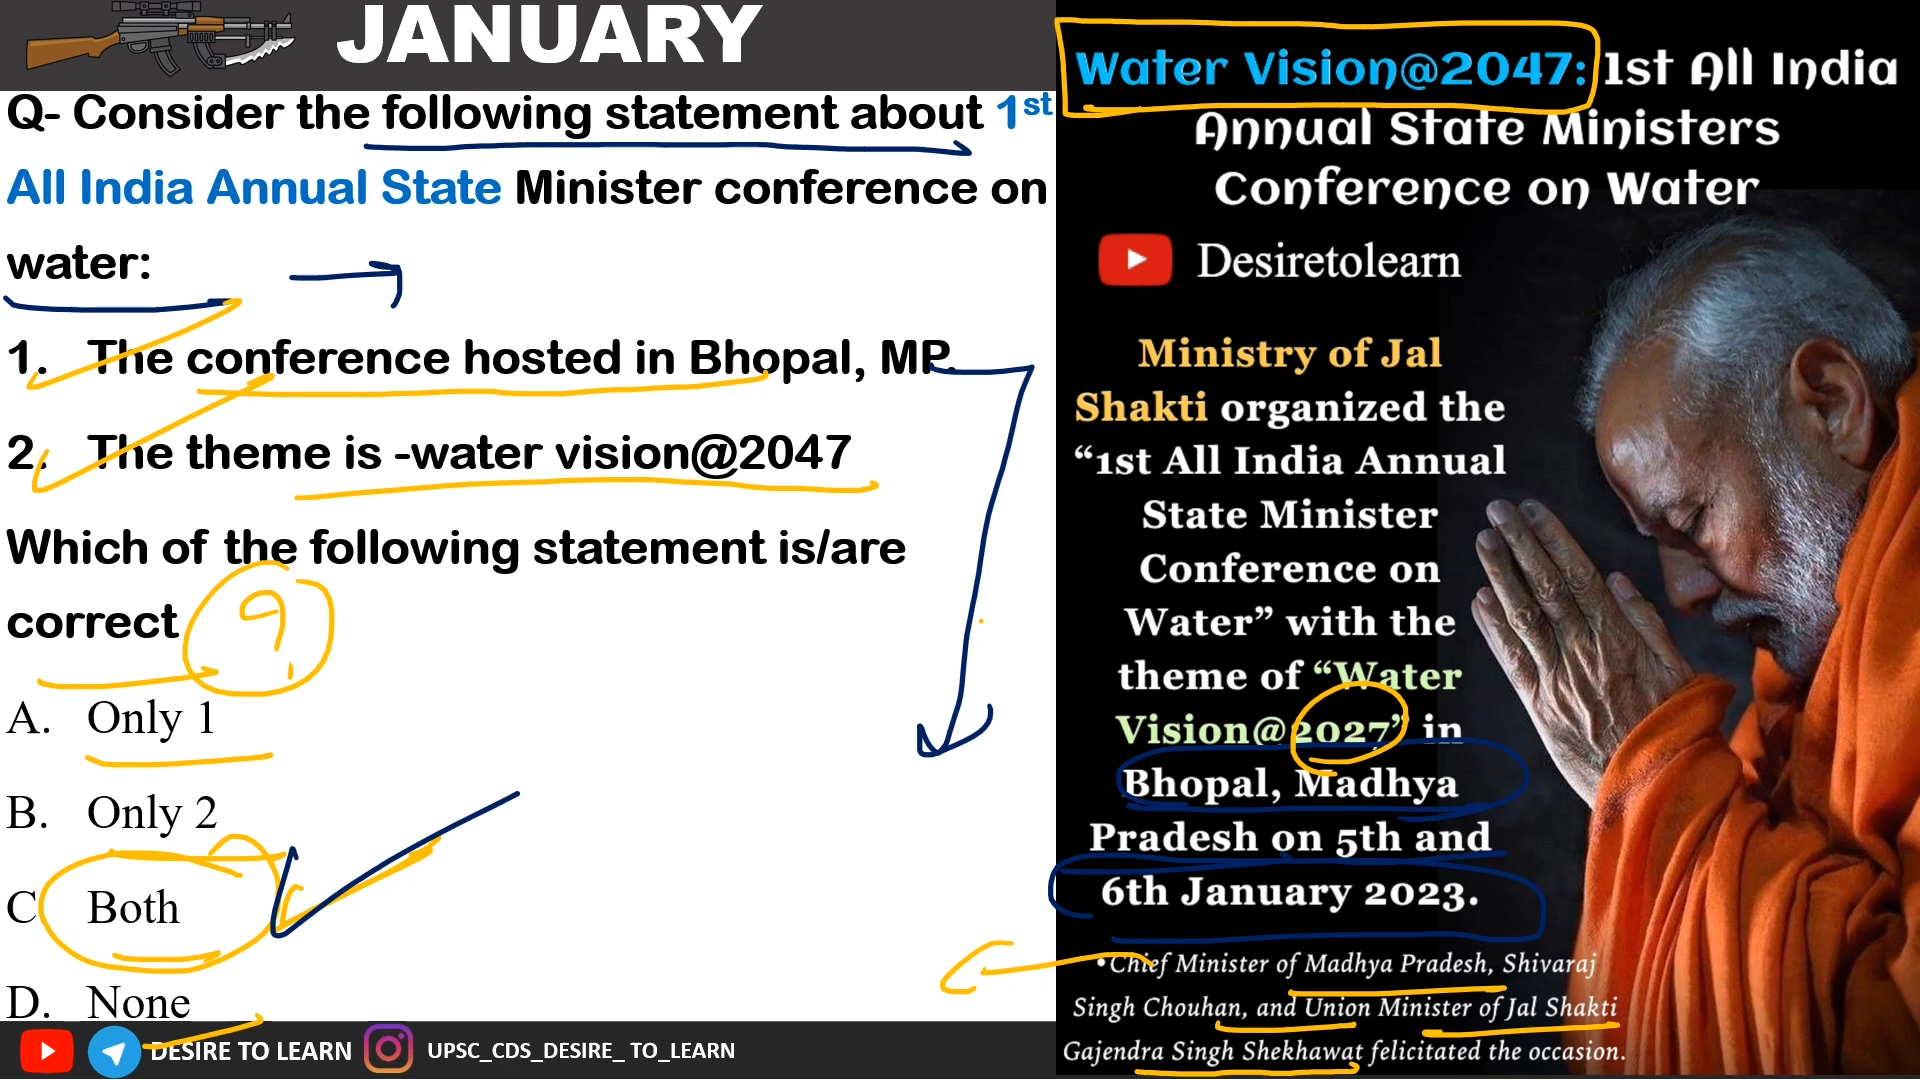 JANUARY
Q- Consider the following statement about 1st
All India Annual State Minister conference on
water:
1. The conference hosted in Bhopal, MP.
2. The theme is -water vision@2047
Which of the following statement is/are
correct ?
A. Only 1
B. Only 2
C Both
D. None
DESIRE TO LEARN UPSC_CDS_DESIRE_ TO_LEARN
Water Vision@2047: 1st All India
Annual State Ministers
Conference on Water
Desiretolearn
Ministry of Jal
Shakti organized the
“1st All India Annual
State Minister
Conference on
Water” with the
theme of “Water
Vision@2027” in
Bhopal, Madhya
Pradesh on 5th and
6th January 2023.
•Chief Minister of Madhya Pradesh, Shivaraj
Singh Chouhan, and Union Minister of Jal Shakti
Gajendra Singh Shekhawat felicitated the occasion.